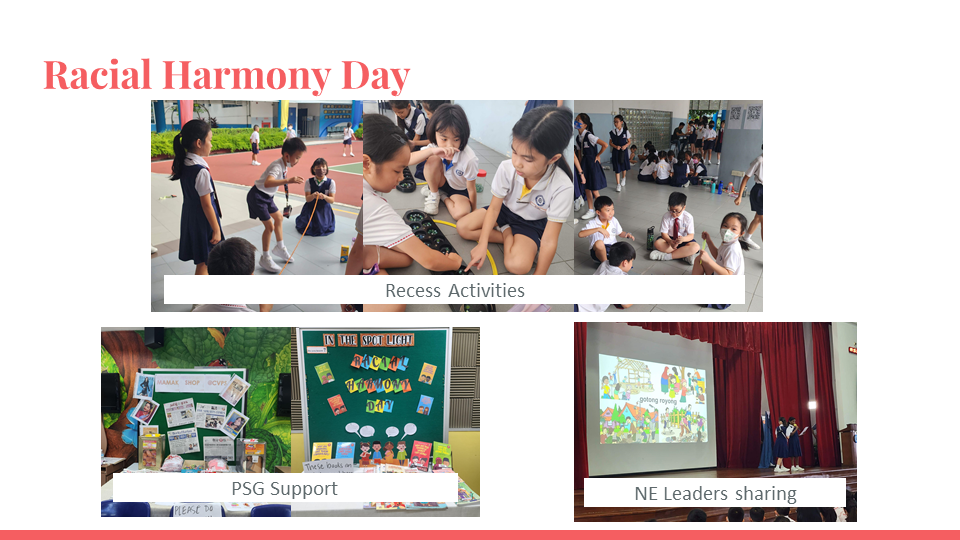 Racial Harmony Day
Recess Activities
MAMAK SHOP @CVPS
IN THE SPOT LIGHT
RACIAL
HARMONY
DAY
These books on
PLEASE DO
PSG Support
gotong royong
NE Leaders sharing